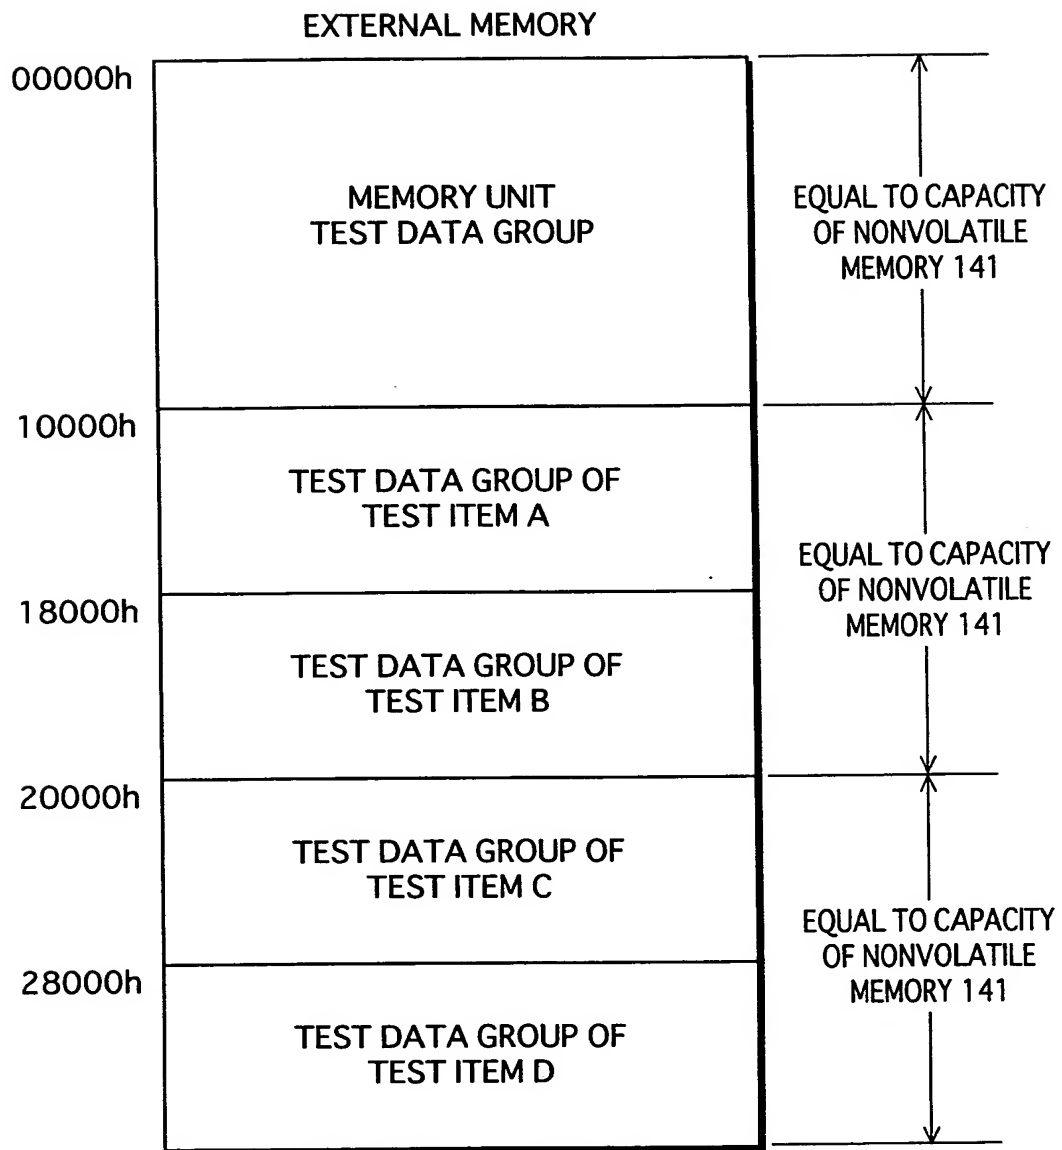 EXTERNAL MEMORY
00000h
MEMORY UNIT
TEST DATA GROUP
EQUAL TO CAPACITY
OF NONVOLATILE
MEMORY 141
10000h
TEST DATA GROUP OF
TEST ITEM A
EQUAL TO CAPACITY
OF NONVOLATILE
MEMORY 141
18000h
TEST DATA GROUP OF
TEST ITEM B
20000h
TEST DATA GROUP OF
TEST ITEM C
EQUAL TO CAPACITY
OF NONVOLATILE
MEMORY 141
28000h
TEST DATA GROUP OF
TEST ITEM D